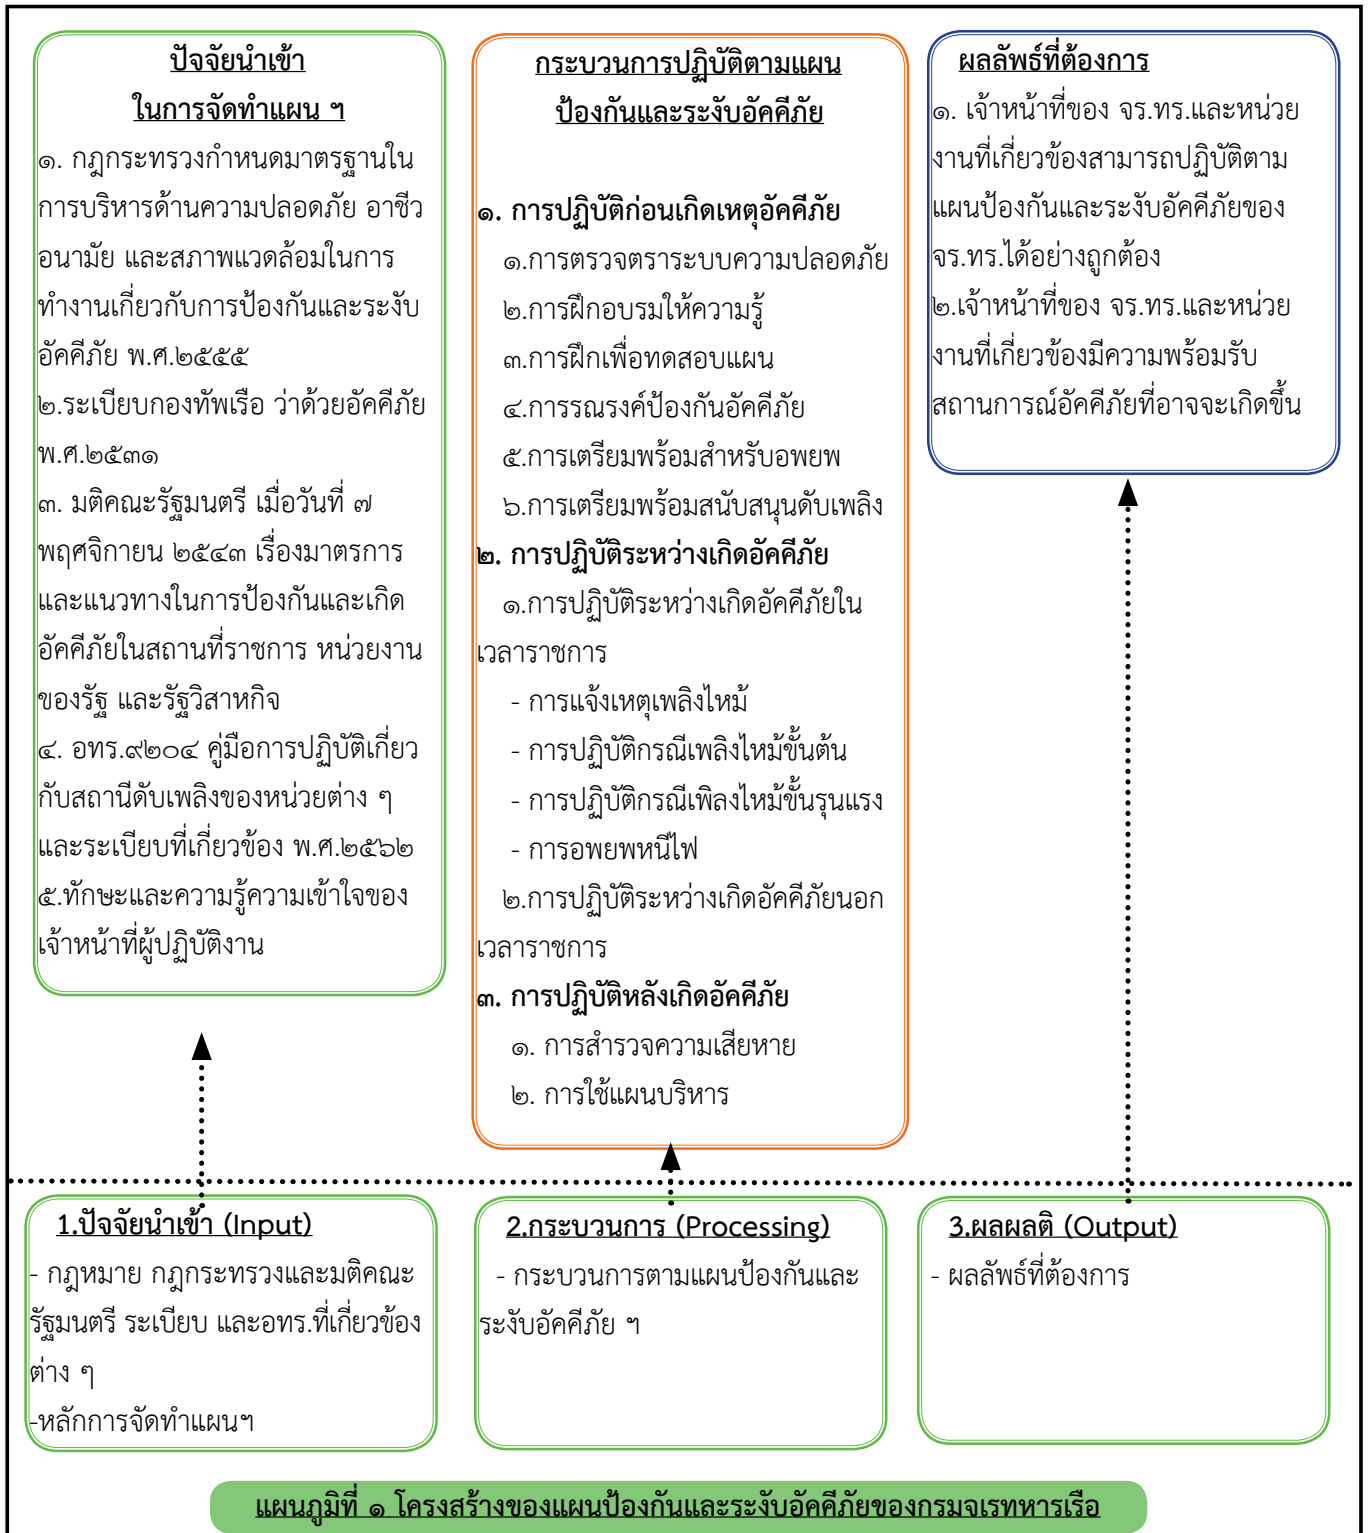 ปัจจัยนำเข้า
ในการจัดทำแผน ฯ
๑. กฎกระทรวงกำหนดมาตรฐานใน
การบริหารด้านความปลอดภัย อาชีว
อนามัย และสภาพแวดล้อมในการ
ทำงานเกี่ยวกับการป้องกันและระงับ
อัคคีภัย พ.ศ.๒๕๕๕
๒.ระเบียบกองทัพเรือ ว่าด้วยอัคคีภัย
พ.ศ.๒๕๓๑
๓. มติคณะรัฐมนตรี เมื่อวันที่ ๗
พฤศจิกายน ๒๕๔๓ เรื่องมาตรการ
และแนวทางในการป้องกันและเกิด
อัคคีภัยในสถานที่ราชการ หน่วยงาน
ของรัฐ และรัฐวิสาหกิจ
๔. อทร.๙๒๐๔ คู่มือการปฏิบัติเกี่ยว
กับสถานีดับเพลิงของหน่วยต่าง ๆ
และระเบียบที่เกี่ยวข้อง พ.ศ.๒๕๖๒
๕.ทักษะและความรู้ความเข้าใจของ
เจ้าหน้าที่ผู้ปฏิบัติงาน
กระบวนการปฏิบัติตามแผน
ป้องกันและระงับอัคคีภัย
๑. การปฏิบัติก่อนเกิดเหตุอัคคีภัย
๑.การตรวจตราระบบความปลอดภัย
๒.การฝึกอบรมให้ความรู้
๓.การฝึกเพื่อทดสอบแผน
๔.การรณรงค์ป้องกันอัคคีภัย
๕.การเตรียมพร้อมสำหรับอพยพ
๖.การเตรียมพร้อมสนับสนุนดับเพลิง
๒. การปฏิบัติระหว่างเกิดอัคคีภัย
๑.การปฏิบัติระหว่างเกิดอัคคีภัยใน
เวลาราชการ
- การแจ้งเหตุเพลิงไหม้
- การปฏิบัติกรณีเพลิงไหม้ขั้นต้น
- การปฏิบัติกรณีเพิลงไหม้ขั้นรุนแรง
- การอพยพหนีไฟ
๒.การปฏิบัติระหว่างเกิดอัคคีภัยนอก
เวลาราชการ
๓. การปฏิบัติหลังเกิดอัคคีภัย
๑. การสำรวจความเสียหาย
๒. การใช้แผนบริหาร
ผลลัพธ์ที่ต้องการ
๑. เจ้าหน้าที่ของ จร.ทร.และหน่วย
งานที่เกี่ยวข้องสามารถปฏิบัติตาม
แผนป้องกันและระงับอัคคีภัยของ
จร.ทร.ได้อย่างถูกต้อง
๒.เจ้าหน้าที่ของ จร.ทร.และหน่วย
งานที่เกี่ยวข้องมีความพร้อมรับ
สถานการณ์อัคคีภัยที่อาจจะเกิดขึ้น
1.ปัจจัยนำเข้า (Input)
- กฎหมาย กฎกระทรวงและมติคณะ
รัฐมนตรี ระเบียบ และอทร.ที่เกี่ยวข้อง
ต่าง ๆ
-หลักการจัดทำแผนฯ
2.กระบวนการ (Processing)
- กระบวนการตามแผนป้องกันและ
ระงับอัคคีภัย ฯ
3.ผลผลติ (Output)
- ผลลัพธ์ที่ต้องการ
แผนภูมิที่ ๑ โครงสร้างของแผนป้องกันและระงับอัคคีภัยของกรมจเรทหารเรือ